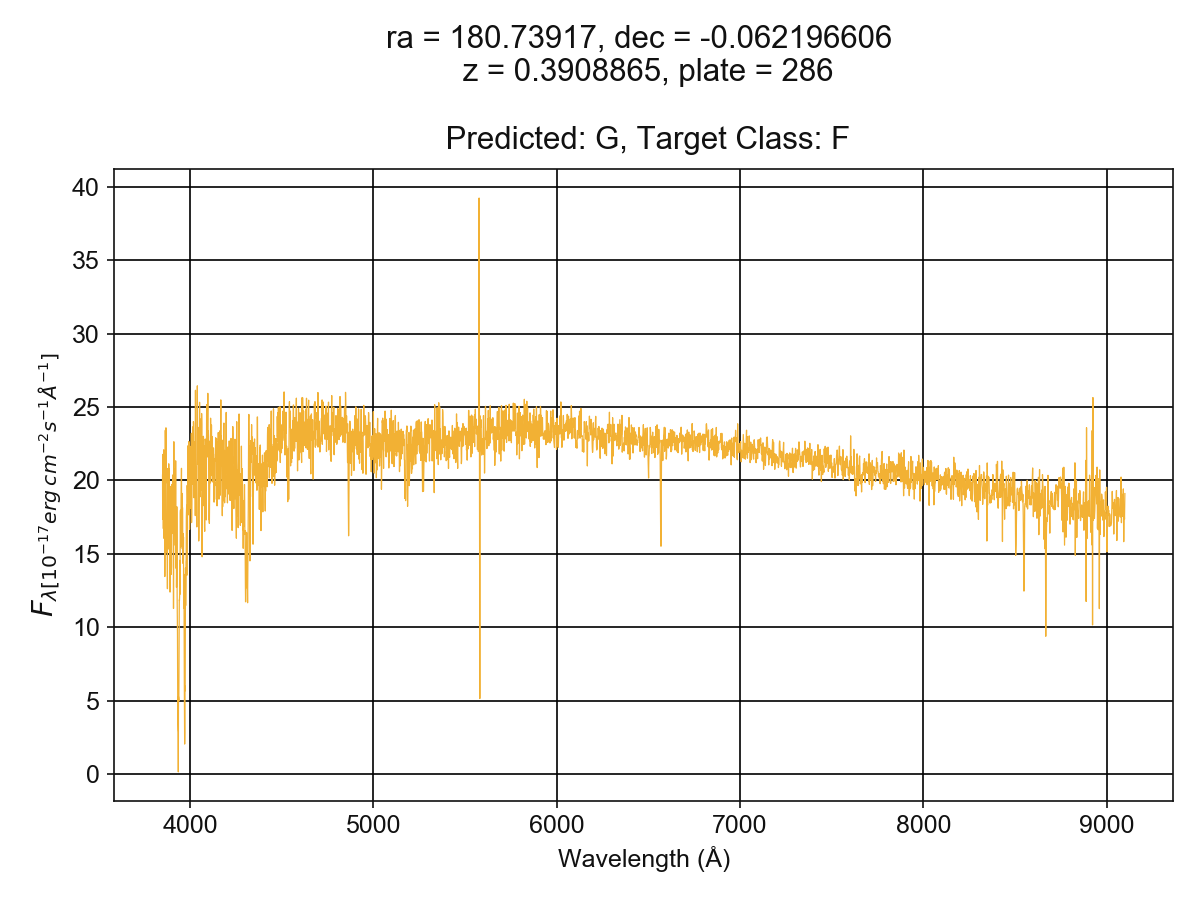 ra = 180.73917, dec = -0.062196606
z = 0.3908865, plate = 286
Predicted: G, Target Class: F
40
35
30
25
20
15
10
5
0
F_{λ[10^{-17} erg cm^{-2}s^{-1}Å^{-1}]}
4000 5000 6000 7000 8000 9000
Wavelength (Å)